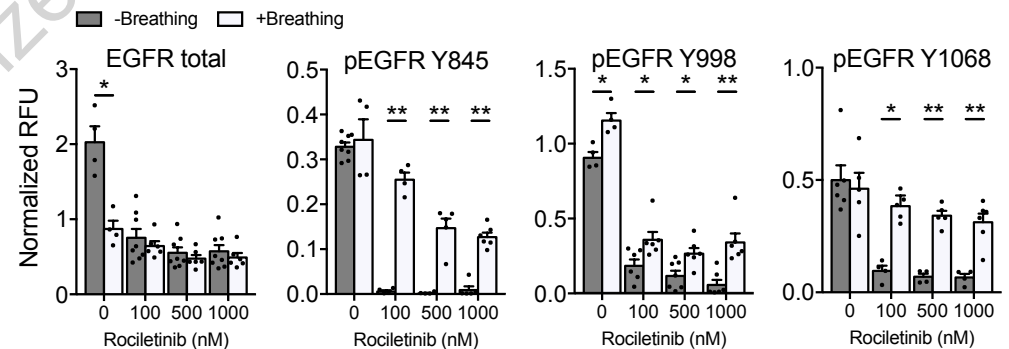 -Breathing +Breathing
EGFR total pEGFR Y845 pEGFR Y998 pEGFR Y1068
Normalized RFU
3
2
1
0
* 
0 100 500 1000
Rociletinib (nM)
0.5
0.4
0.3
0.2
0.1
0.0
** ** **
0 100 500 1000
Rociletinib (nM)
1.5
1.0
0.5
0.0
* * * **
0 100 500 1000
Rociletinib (nM)
1.0
0.5
0.0
* ** **
0 100 500 1000
Rociletinib (nM)